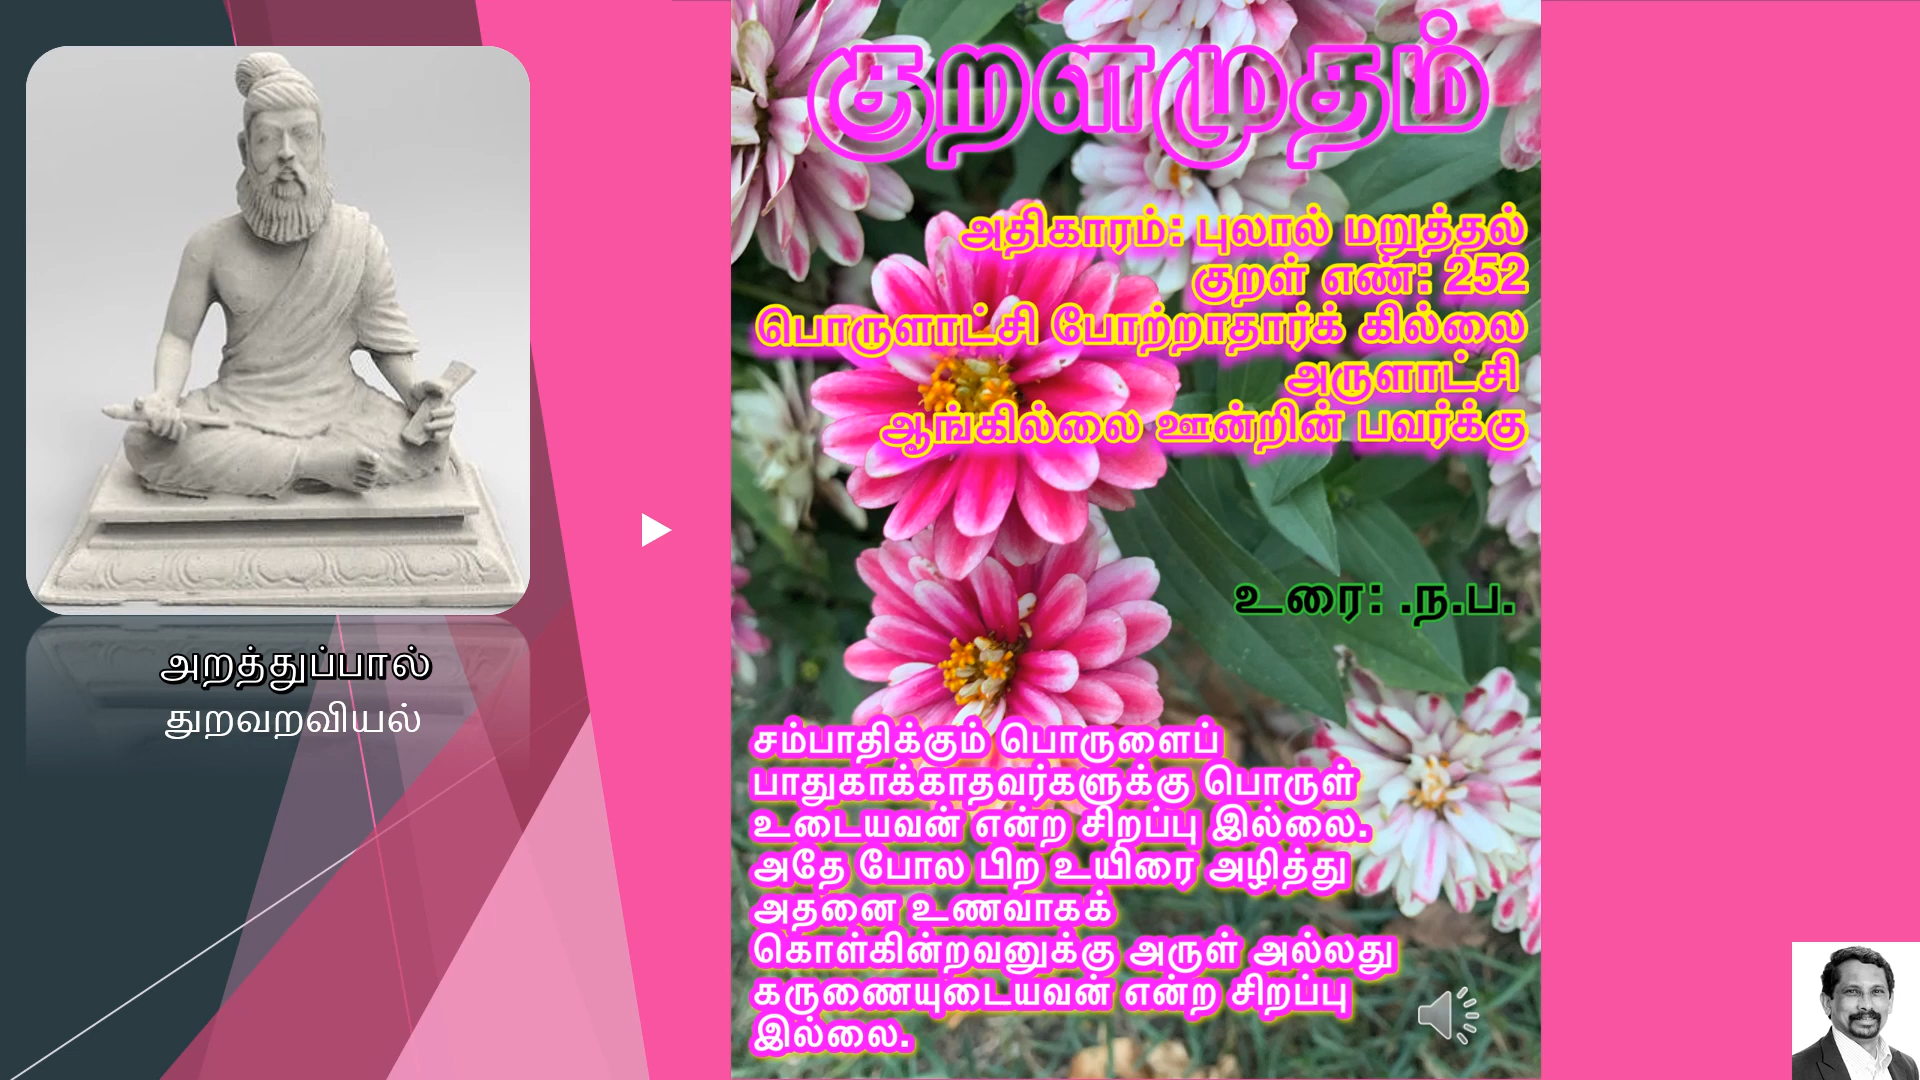 குறளமுதம்
அதிகாரம்: புலால் மறுத்தல்
குறள் எண்: 252
பொருளாட்சி போற்றாதார்க் கில்லை
அருளாட்சி
ஆங்கில்லை ஊன்றின் பவர்க்கு
உரை: .ந.ப.
சம்பாதிக்கும் பொருளைப்
பாதுகாக்காதவர்களுக்கு பொருள்
உடையவன் என்ற சிறப்பு இல்லை.
அதே போல பிற உயிரை அழித்து
அதனை உணவாகக்
கொள்கின்றவனுக்கு அருள் அல்லது
கருணையுடையவன் என்ற சிறப்பு
இல்லை.
அறத்துப்பால்
துறவறவியல்